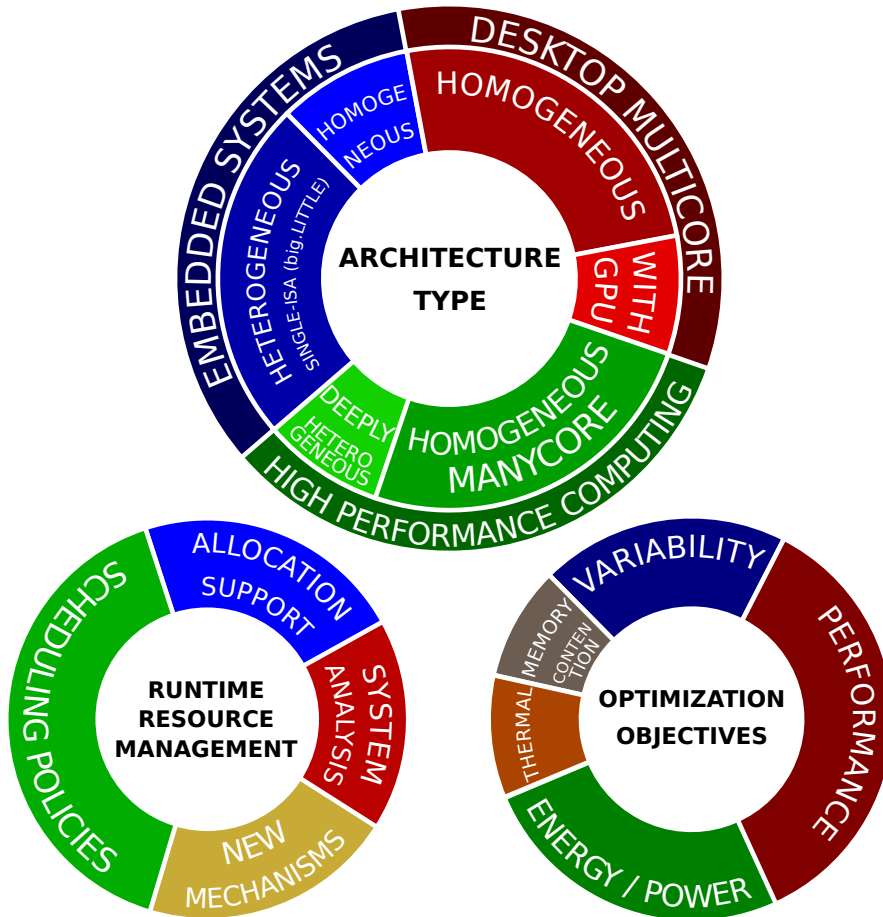 EMBEDDED SYSTEMS
DESKTOP MULTICORE
HIGH PERFORMANCE COMPUTING
HOMOGE
NEOUS
HOMOGENEOUS
HETEROGENEOUS
SINGLE-ISA (big.LITTLE)
WITH
GPU
DEEPLY
HETERO
GENEOUS
HOMOGENEOUS
MANYCORE
ARCHITECTURE
TYPE
ALLOCATION
SUPPORT
SCHEDULING POLICIES
SYSTEM
ANALYSIS
NEW
MECHANISMS
RUNTIME
RESOURCE
MANAGEMENT
VARIABILITY
MEMORY
CONTEN
TION
PERFORMANCE
THERMAL
ENERGY / POWER
OPTIMIZATION
OBJECTIVES